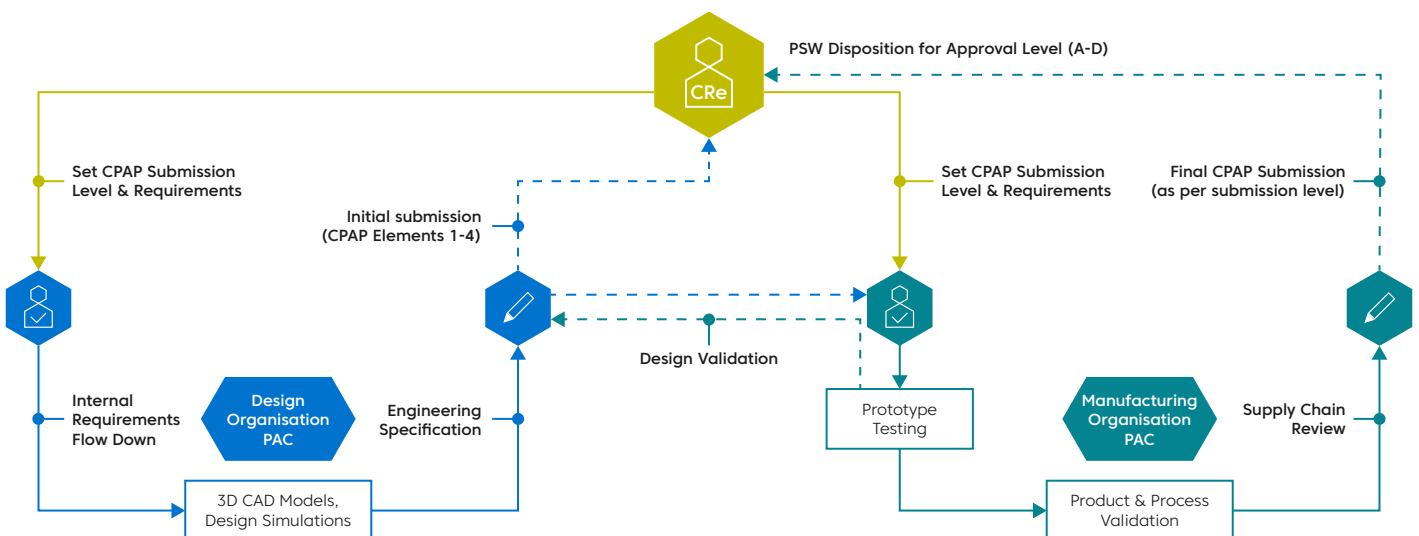 PSW Disposition for Approval Level (A-D)
CRe
Set CPAP Submission
Level & Requirements
Initial submission
(CPAP Elements 1-4)
Set CPAP Submission
Level & Requirements
Final CPAP Submission
(as per submission level)
Design Validation
Internal
Requirements
Flow Down
Design
Organisation
PAC
Engineering
Specification
Prototype
Testing
Manufacturing
Organisation
PAC
Supply Chain
Review
3D CAD Models,
Design Simulations
Product & Process
Validation